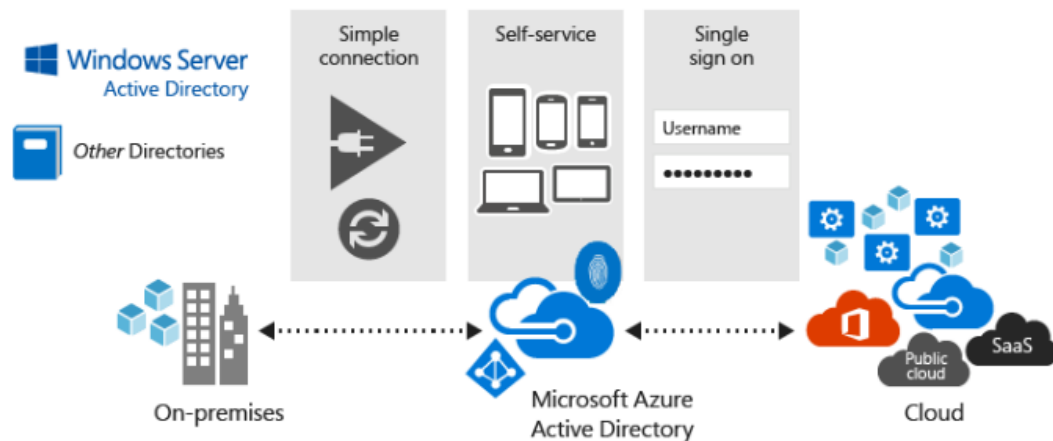 Windows Server
Active Directory
Other Directories
Simple
connection
Self-service
Single
sign on
Username
•••••••••
On-premises
Microsoft Azure
Active Directory
Public
cloud
SaaS
Cloud